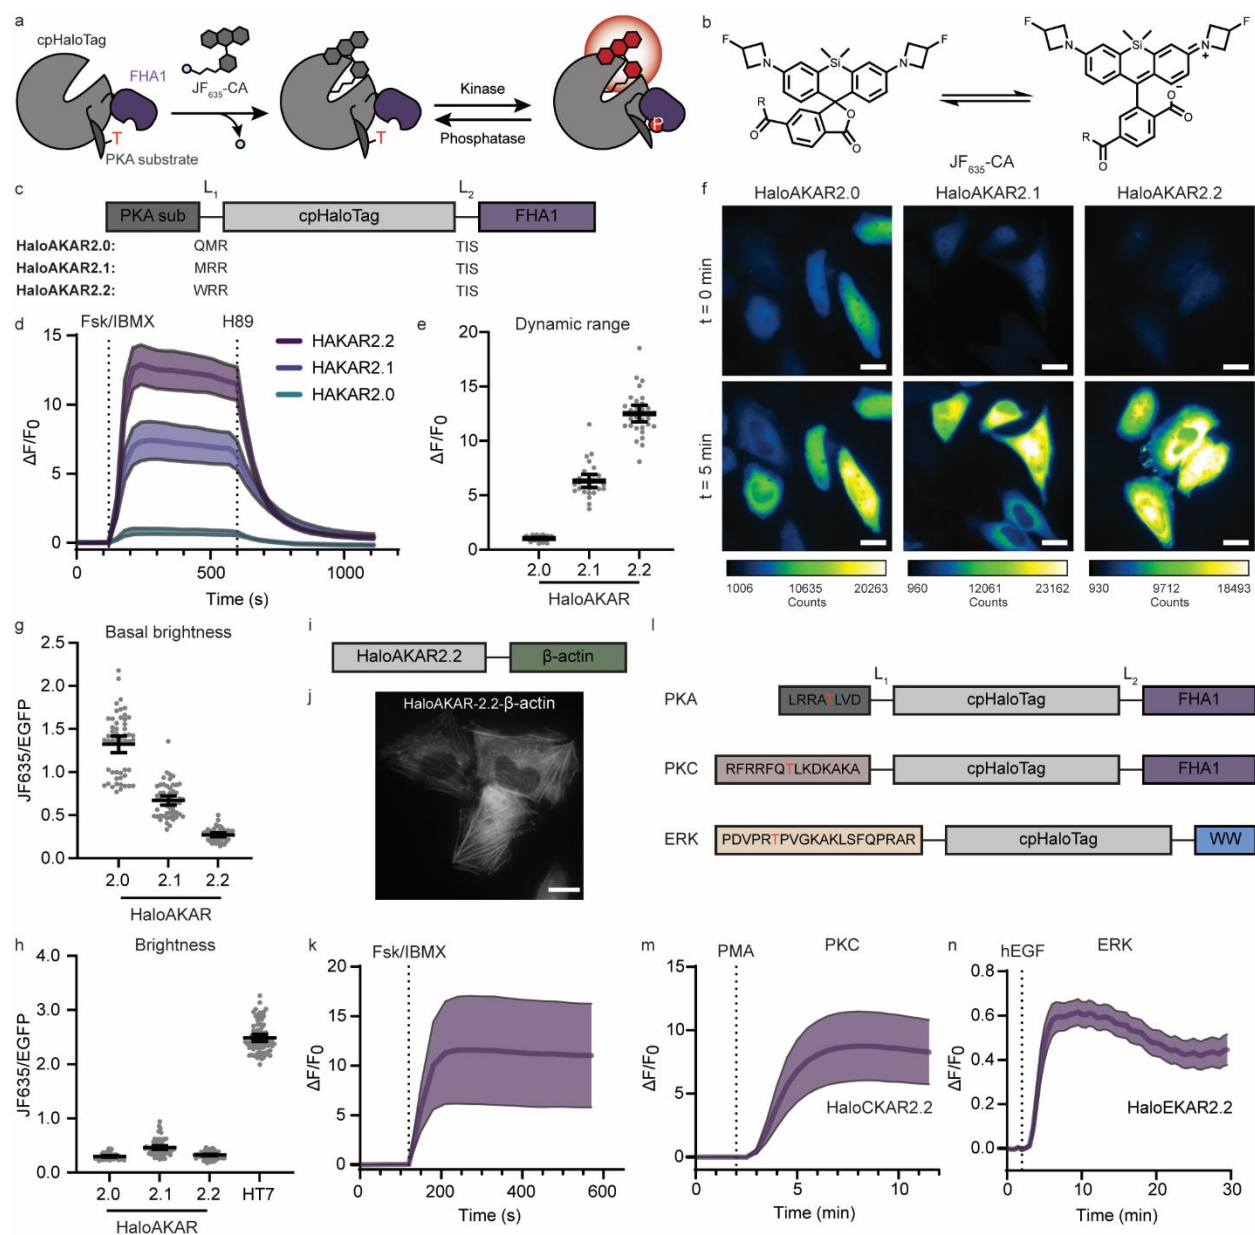 a
cpHaloTag
FHA1
JF635-CA
T
PKA substrate
T
Kinase
Phosphatase
P
b
F
N
Si
N
F
R
O
O
O
F
N
Si
N
+
F
O
O
−
R
O
JF635-CA
c
L1
L2
PKA sub
cpHaloTag
FHA1
HaloAKAR2.0:
QMR
TIS
HaloAKAR2.1:
MRR
TIS
HaloAKAR2.2:
WRR
TIS
d
Fsk/IBMX
H89
15
10
5
0
ΔF/F0
0
500
1000
Time (s)
HAKAR2.2
HAKAR2.1
HAKAR2.0
e
Dynamic range
20
15
10
5
0
ΔF/F0
2.0
2.1
2.2
HaloAKAR
f
HaloAKAR2.0
HaloAKAR2.1
HaloAKAR2.2
t = 0 min
t = 5 min
1006
10635
20263
Counts
960
12061
23162
Counts
930
9712
18493
Counts
g
Basal brightness
2.5
2.0
1.5
1.0
0.5
0.0
JF635/EGFP
2.0
2.1
2.2
HaloAKAR
i
HaloAKAR2.2
β-actin
j
HaloAKAR-2.2-β-actin
l
L1
L2
PKA
LRRATLVD
cpHaloTag
FHA1
PKC
RFRRFQTLKDKAKA
cpHaloTag
FHA1
ERK
PDVPRTPVGKAKLSFQPRAR
cpHaloTag
WW
h
Brightness
4.0
3.0
2.0
1.0
0.0
JF635/EGFP
2.0
2.1
2.2
HT7
HaloAKAR
k
Fsk/IBMX
20
15
10
5
0
ΔF/F0
0
200
400
600
Time (s)
m
PMA
PKC
15
10
5
0
ΔF/F0
HaloCKAR2.2
0
5
10
Time (min)
n
hEGF
ERK
0.8
0.6
0.4
0.2
0.0
ΔF/F0
HaloEKAR2.2
0
10
20
30
Time (min)